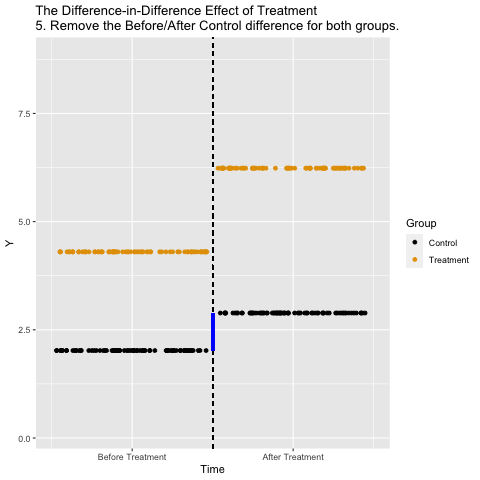 The Difference-in-Difference Effect of Treatment
5. Remove the Before/After Control difference for both groups.
7.5
5.0
2.5
0.0
Y
Before Treatment
After Treatment
Time
Group
Control
Treatment